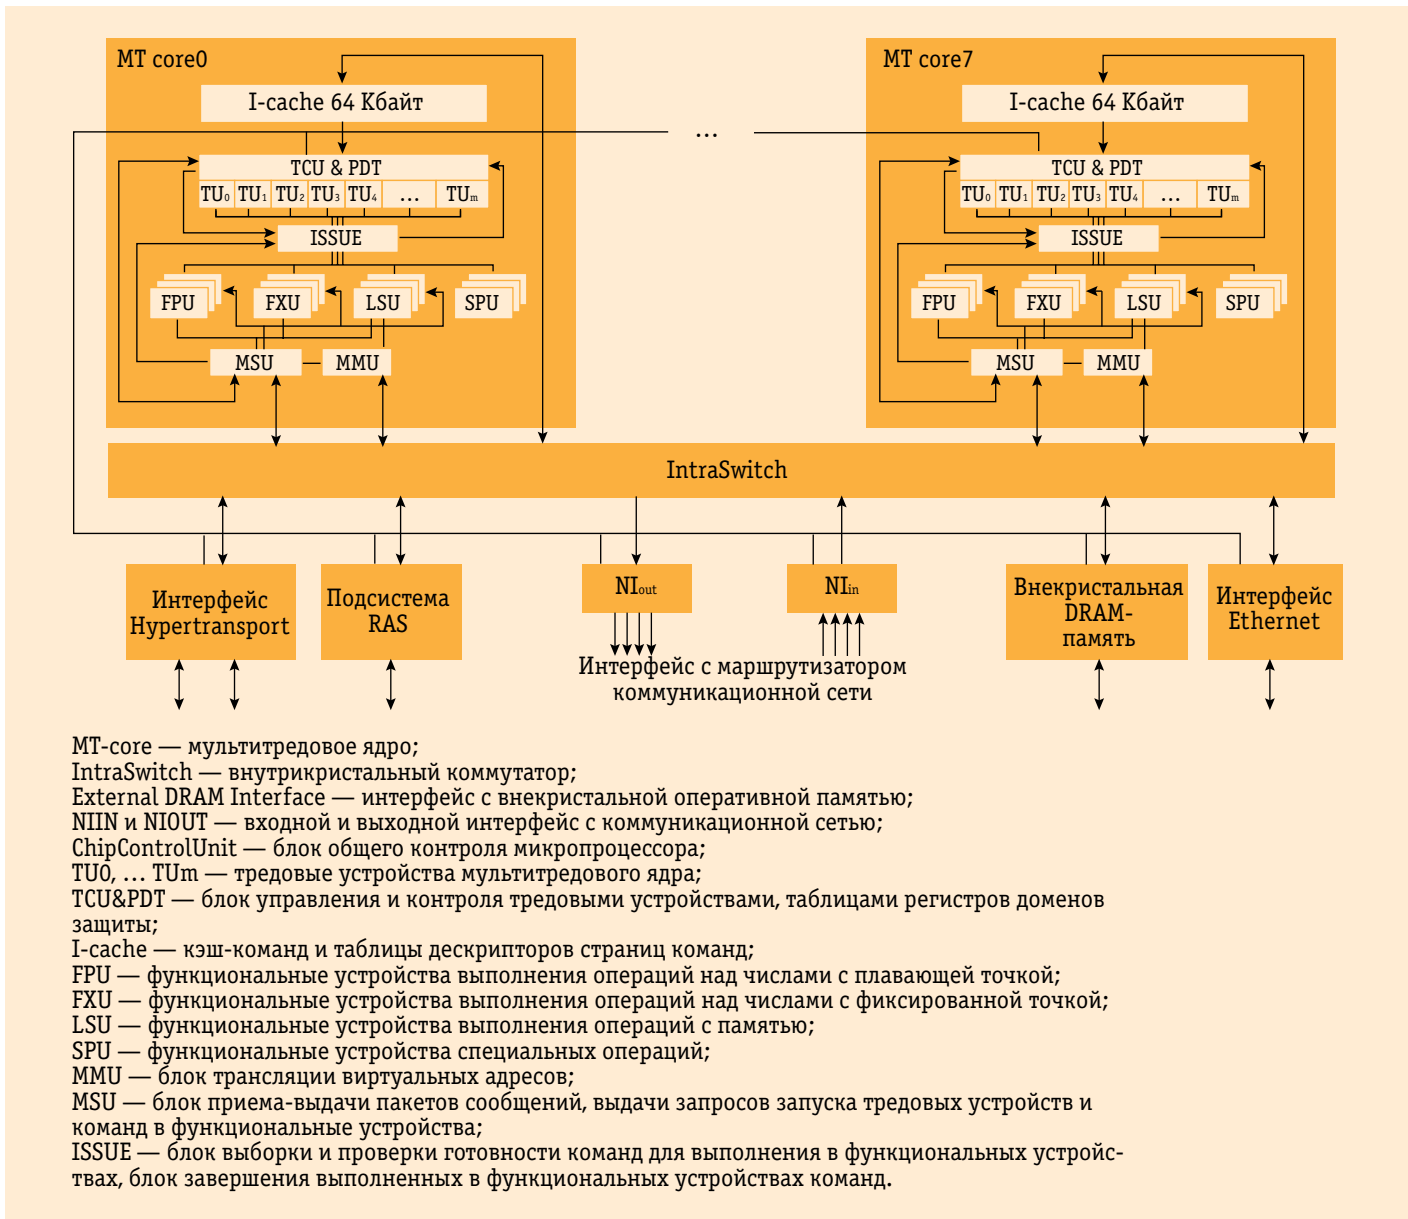 MT core0
MT core7
I-cache 64 Кбайт
I-cache 64 Кбайт
...
TCU & PDT
TU0 TU1 TU2 TU3 TU4 ... TUm
TCU & PDT
TU0 TU1 TU2 TU3 TU4 ... TUm
ISSUE
ISSUE
FPU FXU LSU SPU
FPU FXU LSU SPU
MSU MMU
MSU MMU
IntraSwitch
Интерфейс
Hypertransport
Подсистема
RAS
NIout
NIin
Внекристальная
DRAM-
память
Интерфейс
Ethernet
Интерфейс с маршрутизатором
коммуникационной сети
MT-core — мультитредовое ядро;
IntraSwitch — внутрикристальный коммутатор;
External DRAM Interface — интерфейс с внекристальной оперативной памятью;
NIIN и NIOUT — входной и выходной интерфейс с коммуникационной сетью;
ChipControlUnit — блок общего контроля микропроцессора;
TU0, ... TUm — тредовые устройства мультитредового ядра;
TCU&PDT — блок управления и контроля тредовыми устройствами, таблицами регистров доменов
защиты;
I-cache — кэш-команд и таблицы дескрипторов страниц команд;
FPU — функциональные устройства выполнения операций над числами с плавающей точкой;
FXU — функциональные устройства выполнения операций над числами с фиксированной точкой;
LSU — функциональные устройства выполнения операций с памятью;
SPU — функциональные устройства специальных операций;
MMU — блок трансляции виртуальных адресов;
MSU — блок приема-выдачи пакетов сообщений, выдачи запросов запуска тредовых устройств и
команд в функциональные устройства;
ISSUE — блок выборки и проверки готовности команд для выполнения в функциональных устройс-
твах, блок завершения выполненных в функциональных устройствах команд.